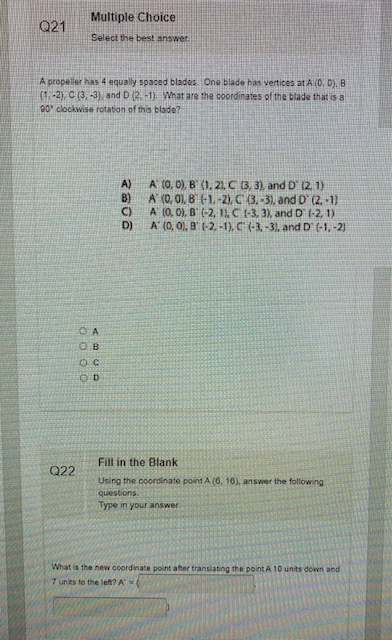 Q21
Multiple Choice
Select the best answer.
A propeller has 4 equally spaced blades. One blade has vertices at A (0, 0), B
(1, -2), C (3, -3), and D (2, -1). What are the coordinates of the blade that is a
90° clockwise rotation of this blade?
A) A' (0, 0), B' (1, 2), C' (3, 3), and D' (2, 1)
B) A' (0, 0), B' (-1, -2), C' (3, -3), and D' (2, -1)
C) A' (0, 0), B' (-2, 1), C' (-3, 3), and D' (-2, 1)
D) A' (0, 0), B' (-2, -1), C' (-3, -3), and D' (-1, -2)
A
B
C
D
Q22
Fill in the Blank
Using the coordinate point A (6, 16), answer the following
questions.
Type in your answer.
What is the new coordinate point after translating the point A 10 units down and
7 units to the left? A' = (
)